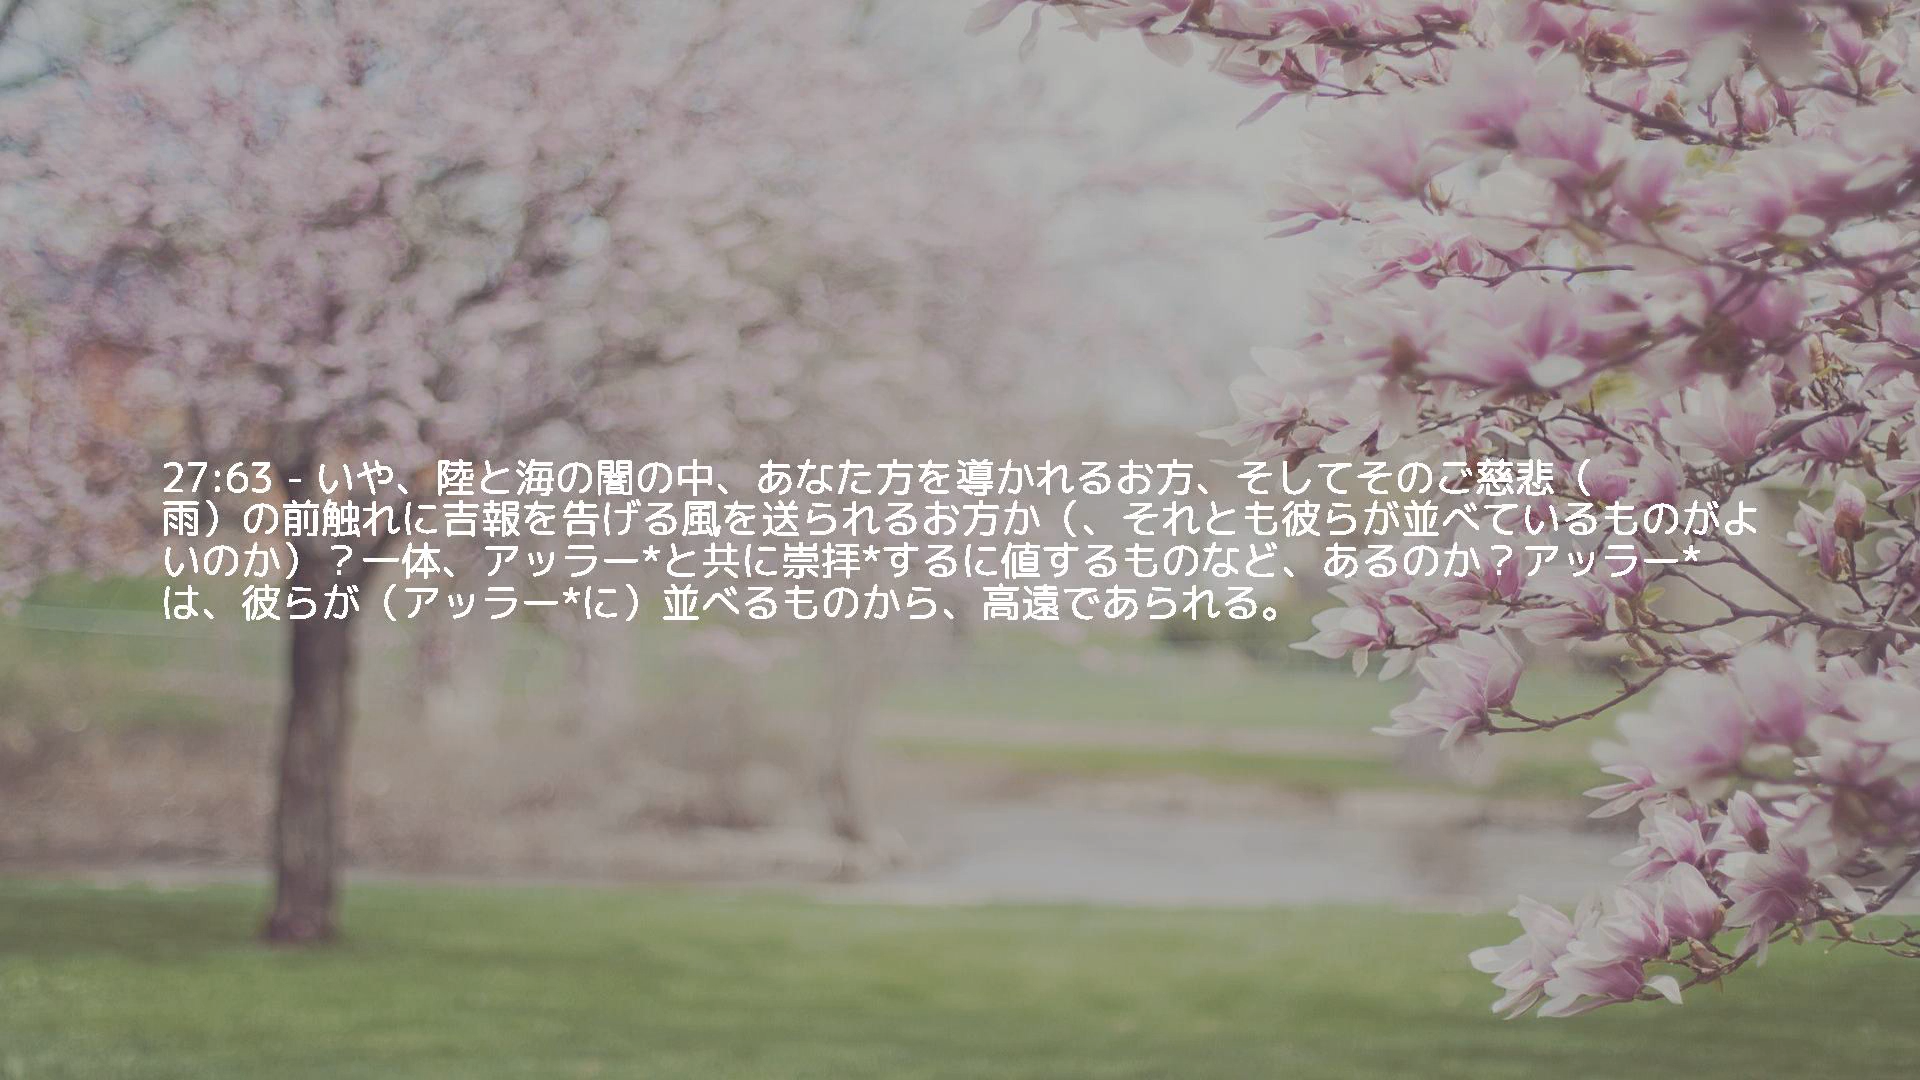 27:63 - いや、陸と海の闇の中、あなた方を導かれるお方、そしてそのご慈悲（
雨）の前触れに吉報を告げる風を送られるお方か（、それとも彼らが並べているものがよ
いのか）？一体、アッラー*と共に崇拝*するに値するものなど、あるのか？アッラー*
は、彼らが（アッラー*に）並べるものから、高遠であられる。